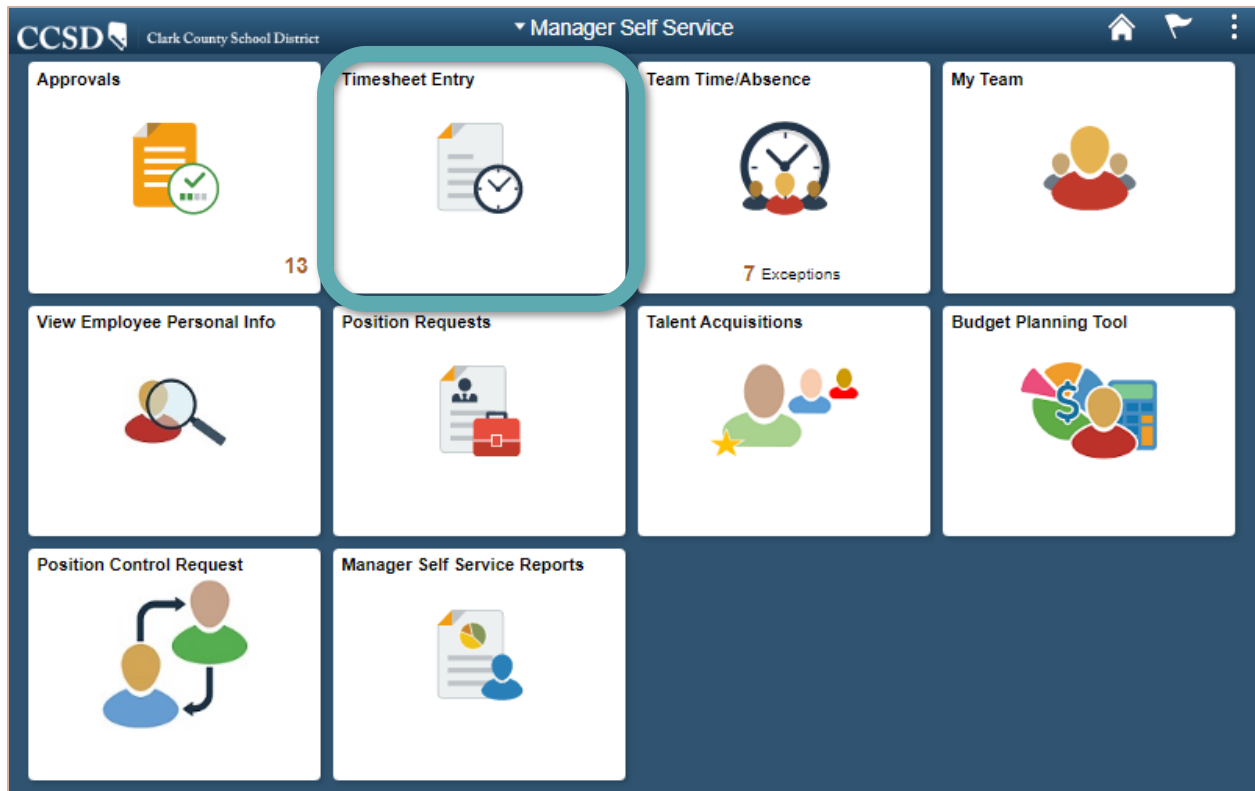 CCSD Clark County School District
Manager Self Service
Approvals
13
Timesheet Entry
Team Time/Absence
7 Exceptions
My Team
View Employee Personal Info
Position Requests
Talent Acquisitions
Budget Planning Tool
$
Position Control Request
Manager Self Service Reports